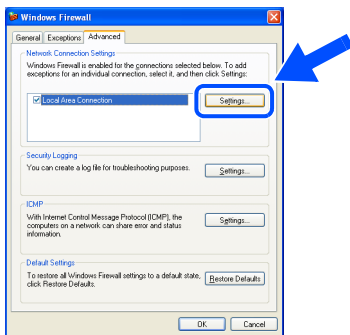 Windows Firewall
General Exceptions Advanced
Network Connection Settings
Windows Firewall is enabled for the connections selected below. To add
exceptions for an individual connection, select it, and then click Settings:
Local Area Connection
Settings...
Security Logging
You can create a log file for troubleshooting purposes.
Settings...
ICMP
With Internet Control Message Protocol (ICMP), the
computers on a network can share error and status
information.
Settings...
Default Settings
To restore all Windows Firewall settings to a default state,
click Restore Defaults.
Restore Defaults
OK Cancel